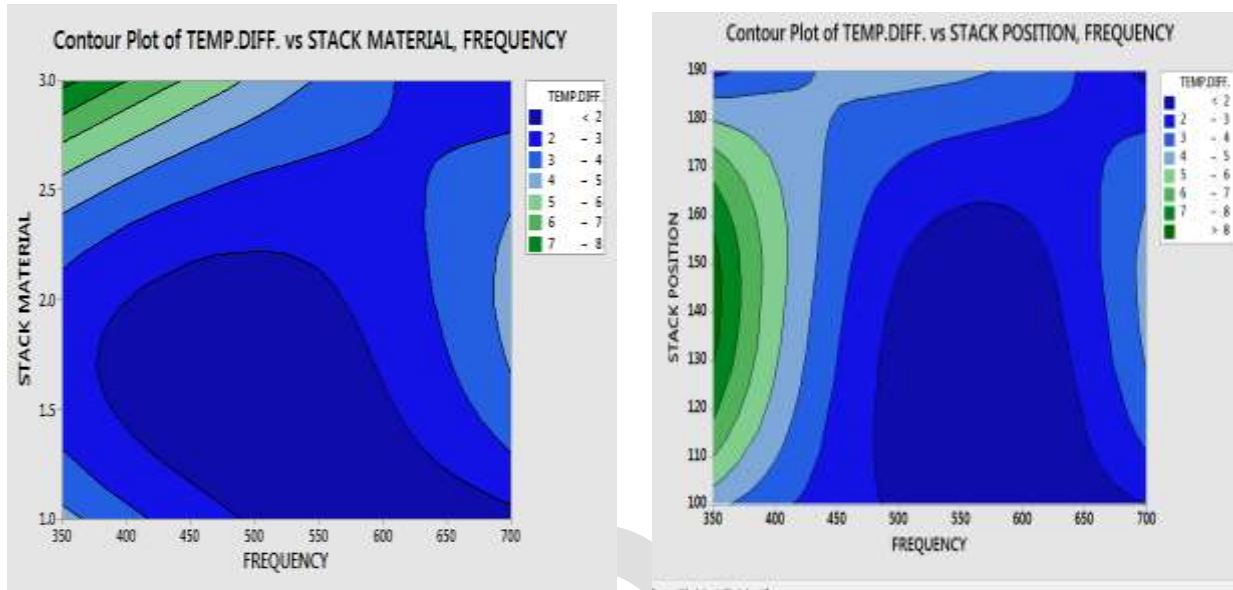 Contour Plot of TEMP.DIFF. vs STACK MATERIAL, FREQUENCY
3.0
2.5
2.0
1.5
1.0
STACK MATERIAL
350 400 450 500 550 600 650 700
FREQUENCY
TEMP.DIFF.
< 2
2 – 3
3 – 4
4 – 5
5 – 6
6 – 7
7 – 8
Contour Plot of TEMP.DIFF. vs STACK POSITION, FREQUENCY
190
180
170
160
150
140
130
120
110
100
STACK POSITION
350 400 450 500 550 600 650 700
FREQUENCY
TEMP.DIFF.
< 2
2 – 3
3 – 4
4 – 5
5 – 6
6 – 7
7 – 8
> 8